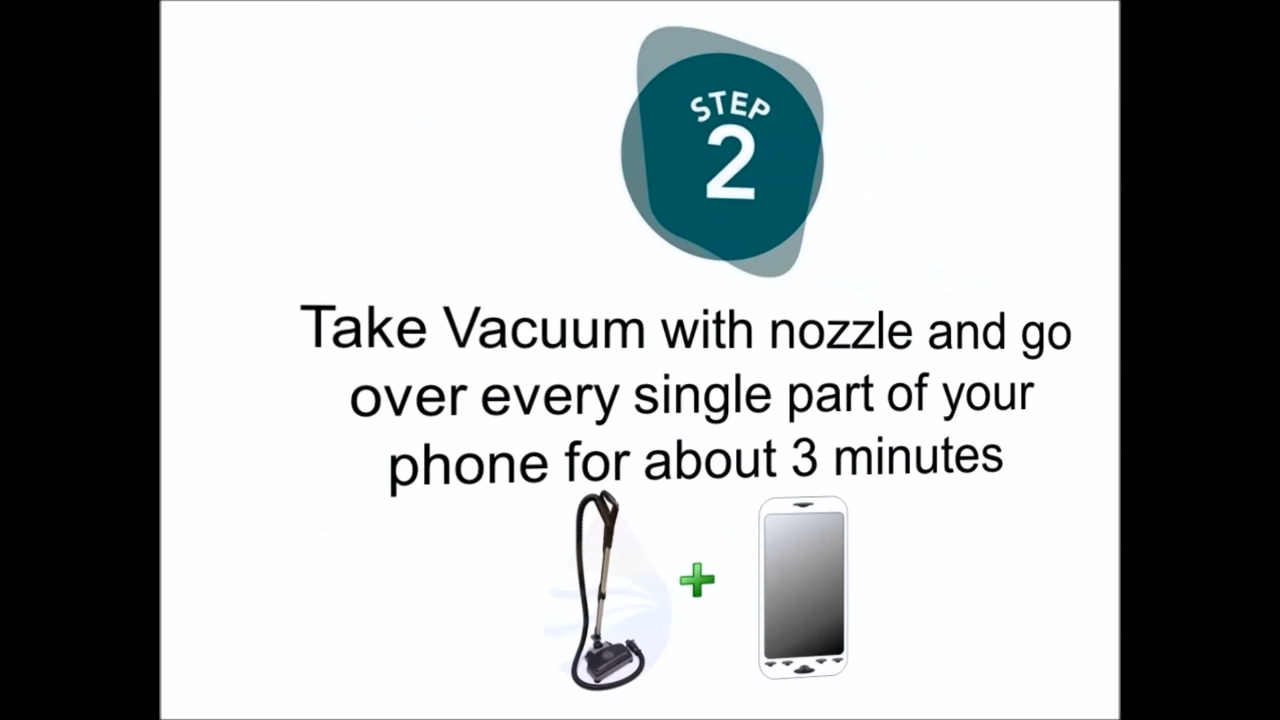 STEP
2
Take Vacuum with nozzle and go
over every single part of your
phone for about 3 minutes